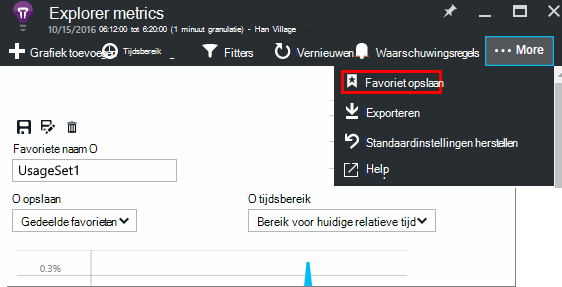 Explorer metrics
10/15/2016 06:12:00 tot 6:20:00 (1 minuut granulatie) - Han Village
Grafiek toevoegen Tijdsbereik Filters Vernieuwen Waarschuwingsregels ... More
Favoriet opslaan
Exporteren
Standaardinstellingen herstellen
Help
Favoriete naam O
UsageSet1
O opslaan O tijdsbereik
Gedeelde favorieten Bereik voor huidige relatieve tijd
0.3%